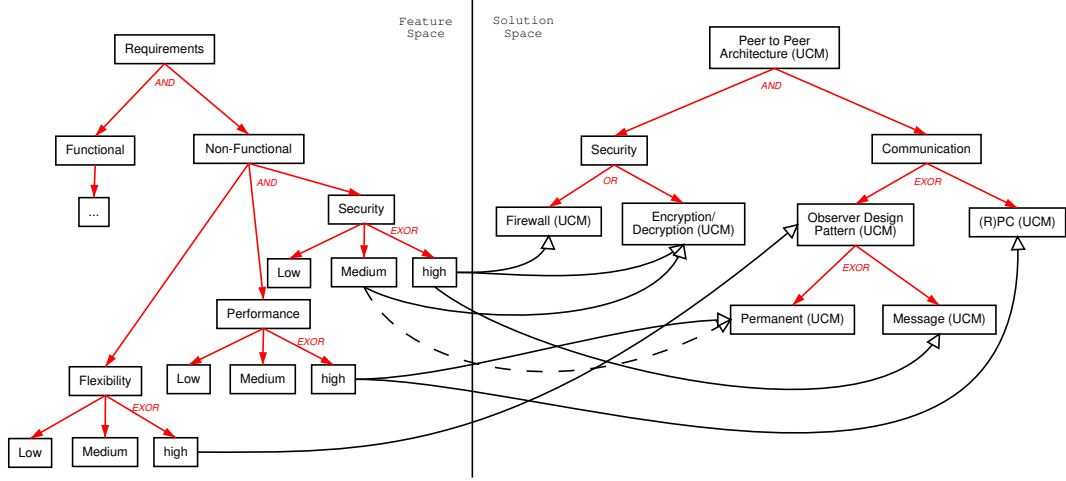 Feature
Space
Solution
Space
Requirements
AND
Functional
Non-Functional
...
AND
Security
EXOR
Low
Medium
high
Performance
EXOR
Low
Medium
high
Flexibility
EXOR
Low
Medium
high
Peer to Peer
Architecture (UCM)
AND
Security
Communication
OR
EXOR
Firewall (UCM)
Encryption/
Decryption (UCM)
Observer Design
Pattern (UCM)
(R)PC (UCM)
EXOR
Permanent (UCM)
Message (UCM)